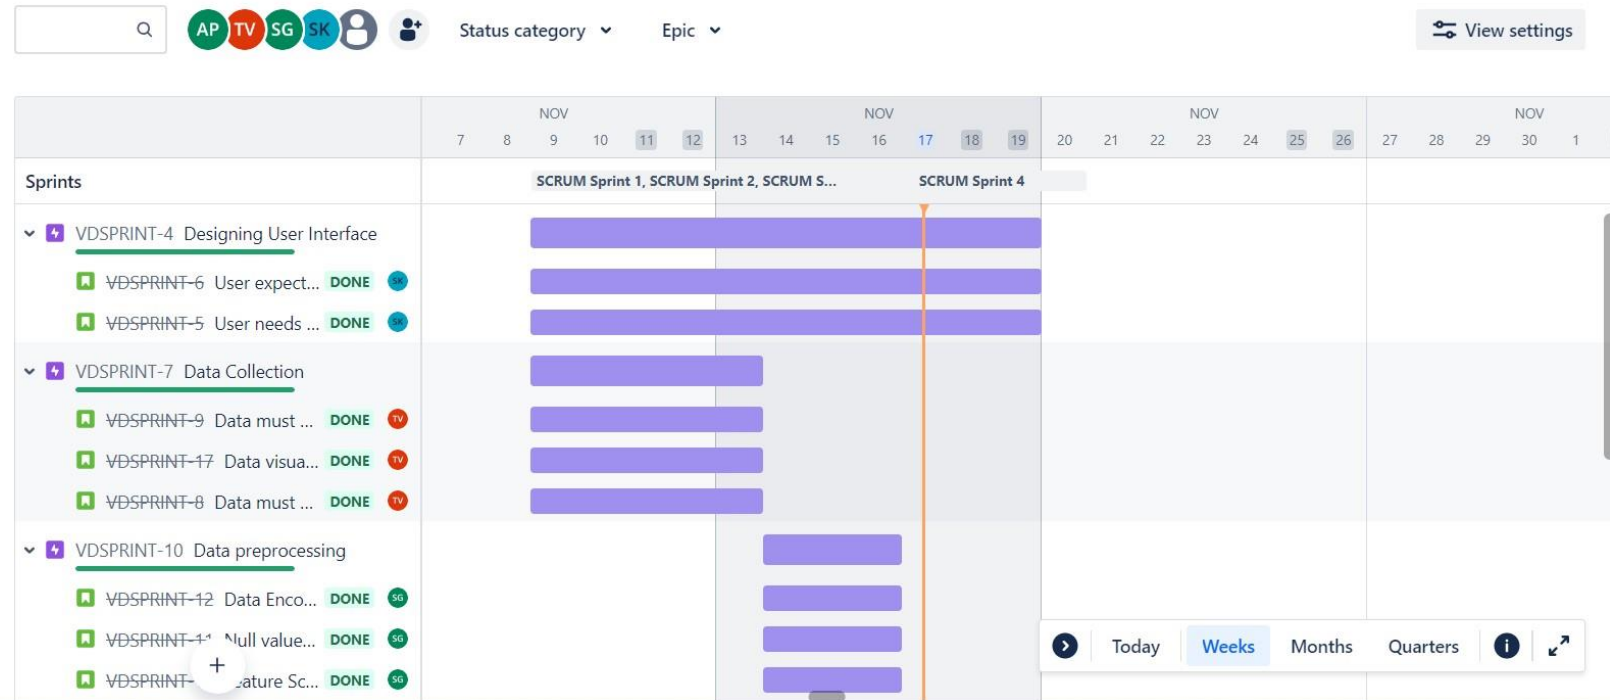 AP TV SG SK Status category Epic View settings
NOV NOV NOV NOV
7 8 9 10 11 12 13 14 15 16 17 18 19 20 21 22 23 24 25 26 27 28 29 30 1
Sprints SCRUM Sprint 1, SCRUM Sprint 2, SCRUM S... SCRUM Sprint 4
VDSPRINT-4 Designing User Interface
VDSPRINT-6 User expect... DONE SK
VDSPRINT-5 User needs ... DONE SK
VDSPRINT-7 Data Collection
VDSPRINT-9 Data must ... DONE TV
VDSPRINT-17 Data visua... DONE TV
VDSPRINT-8 Data must ... DONE TV
VDSPRINT-10 Data preprocessing
VDSPRINT-12 Data Enco... DONE SG
Null value... DONE SG
Today Weeks Months Quarters
VDSPRINT- Sc... DONE SG